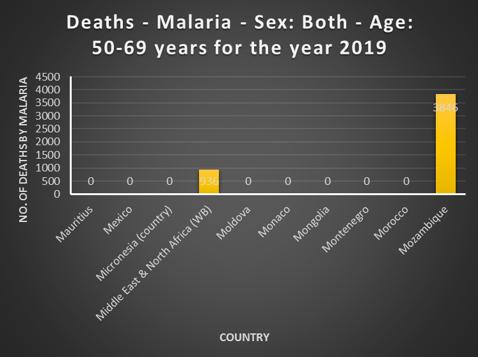 Deaths - Malaria - Sex: Both - Age:
50-69 years for the year 2019
NO. OF DEATHS BY MALARIA
4500
4000
3500
3000
2500
2000
1500
1000
500
0
0
0
0
936
0
0
0
0
0
3846
Mauritius
Mexico
Micronesia (country)
Middle East & North Africa (WB)
Moldova
Monaco
Mongolia
Montenegro
Morocco
Mozambique
COUNTRY